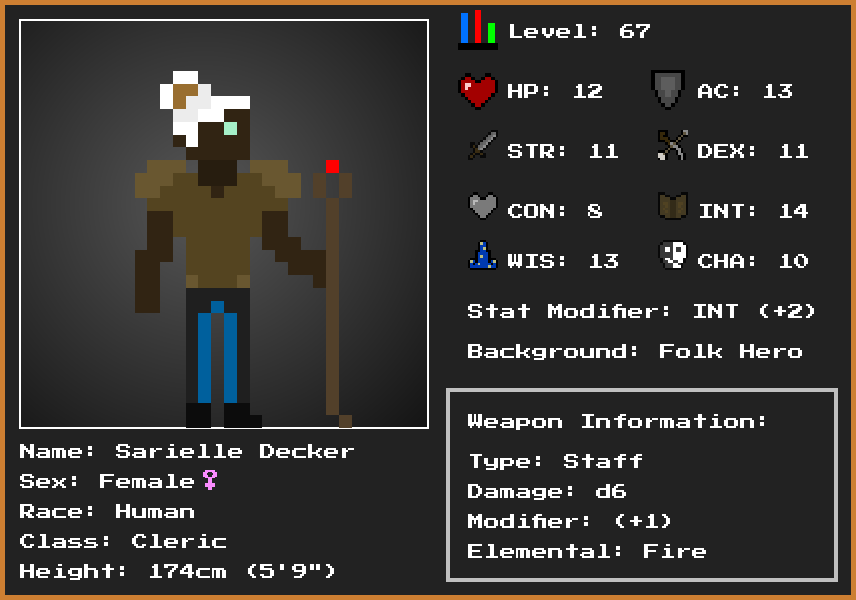 Level: 67
HP: 12 AC: 13
STR: 11 DEX: 11
CON: 8 INT: 14
WIS: 13 CHA: 10
Stat Modifier: INT (+2)
Background: Folk Hero
Weapon Information:
Type: Staff
Damage: d6
Modifier: (+1)
Elemental: Fire
Name: Sarielle Decker
Sex: Female♀
Race: Human
Class: Cleric
Height: 174cm (5'9")